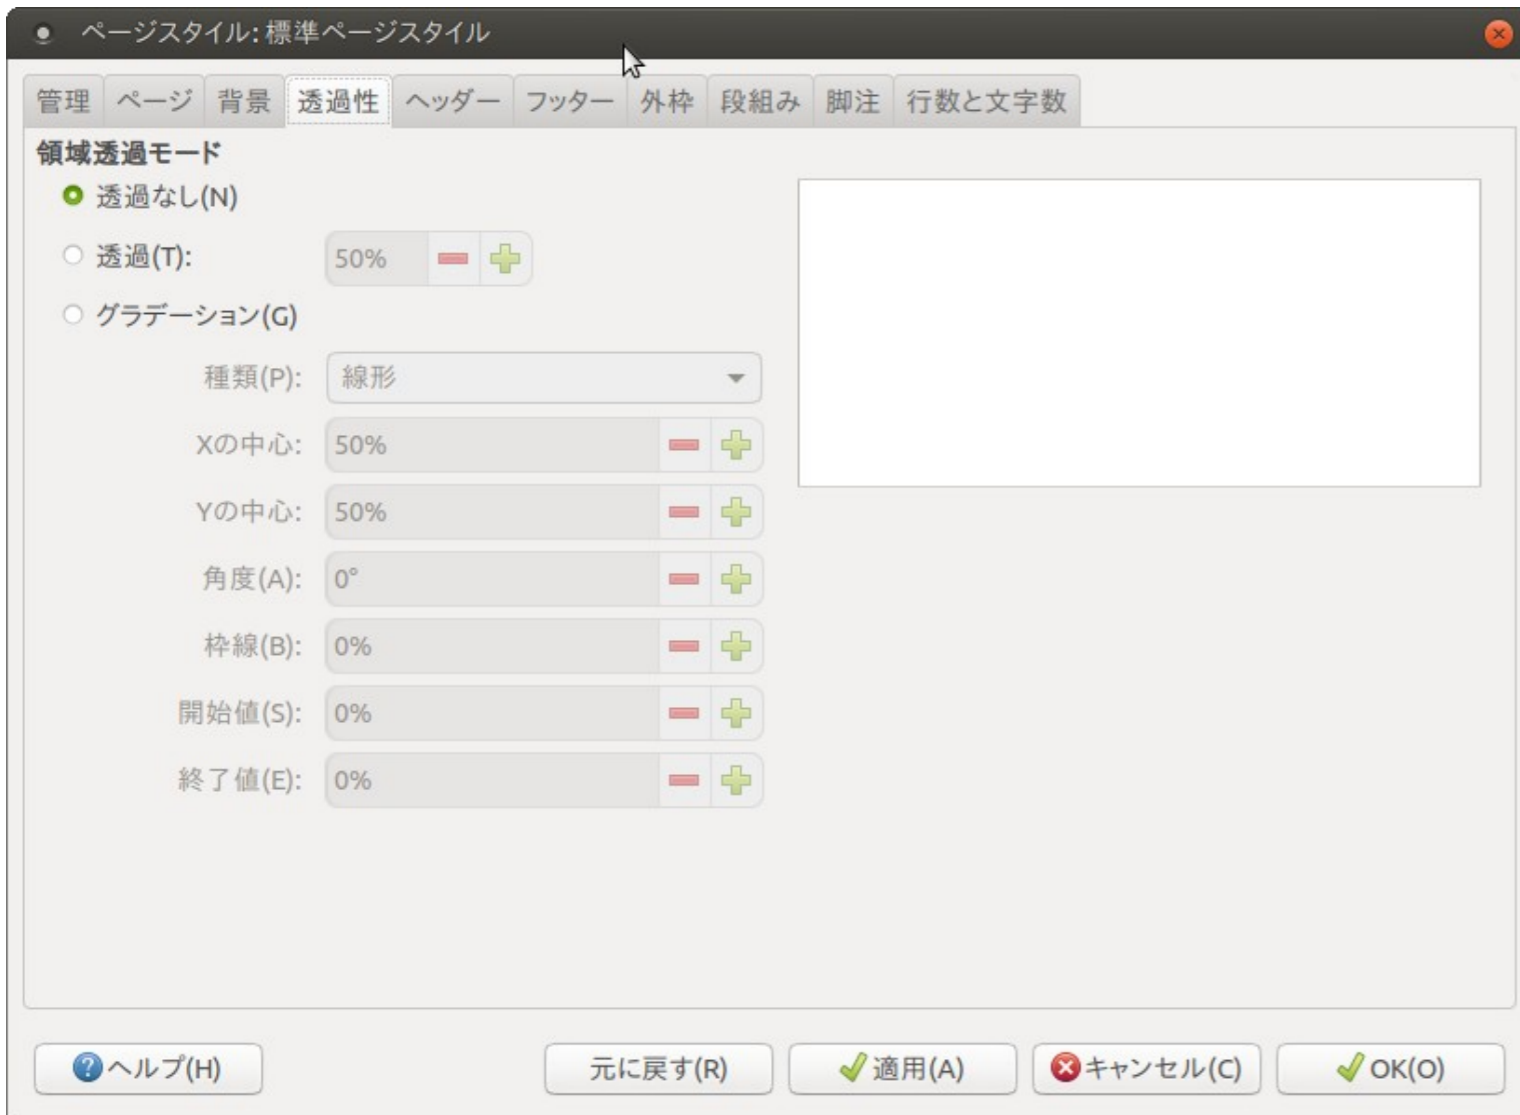 ページスタイル: 標準ページスタイル
管理 ページ 背景 透過性 ヘッダー フッター 外枠 段組み 脚注 行数と文字数
領域透過モード
透過なし(N)
透過(T): 50%
グラデーション(G)
種類(P): 線形
Xの中心: 50%
Yの中心: 50%
角度(A): 0°
枠線(B): 0%
開始値(S): 0%
終了値(E): 0%
ヘルプ(H) 元に戻す(R) 適用(A) キャンセル(C) OK(O)